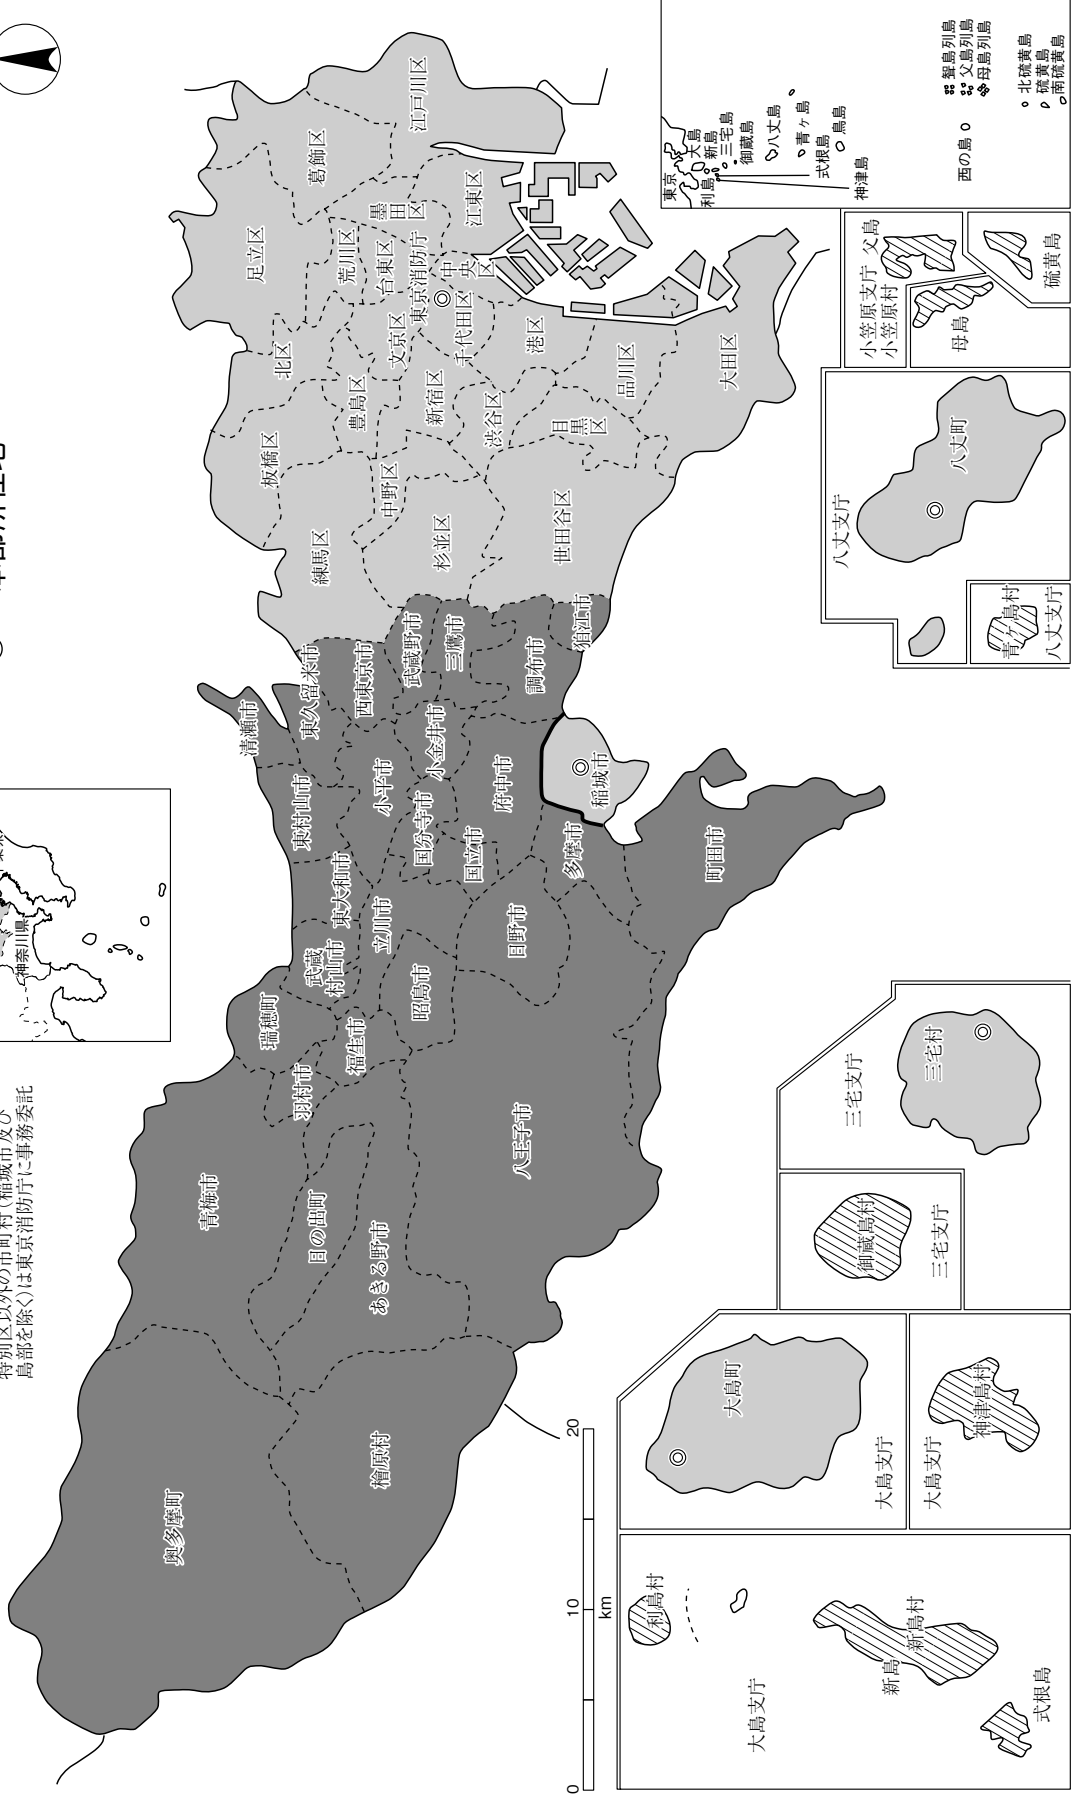 特別区以外の市町村（稲城市及び
島部を除く）は東京消防庁に事務委託
神奈川県
奥多摩町
檜原村
青梅市
日の出町
あきる野市
八王子市
羽村市
瑞穂町
福生市
昭島市
武蔵
村山市
東大和市
立川市
日野市
東村山市
小平市
国分寺市
国立市
府中市
多摩市
稲城市
町田市
清瀬市
東久留米市
西東京市
小金井市
武蔵野市
三鷹市
調布市
狛江市
練馬区
板橋区
中野区
杉並区
世田谷区
北区
豊島区
新宿区
渋谷区
目
黒
区
足立区
荒川区
台東区
文京区
東京消防庁
千代田区
中
央
区
港区
品川区
大田区
葛飾区
墨
田
区
江東区
江戸川区
0
10
20
km
利島村
大島支庁
新島
新島村
式根島
大島町
大島支庁
神津島村
大島支庁
御蔵島村
三宅支庁
三宅村
三宅支庁
八丈支庁
八丈町
青ヶ島村
八丈支庁
小笠原支庁
小笠原村
父島
母島
硫黄島
東京
大島
利島
新島
三宅島
御蔵島
八丈島
青ヶ島
式根島
鳥島
神津島
西の島
聟島列島
父島列島
母島列島
北硫黄島
硫黄島
南硫黄島